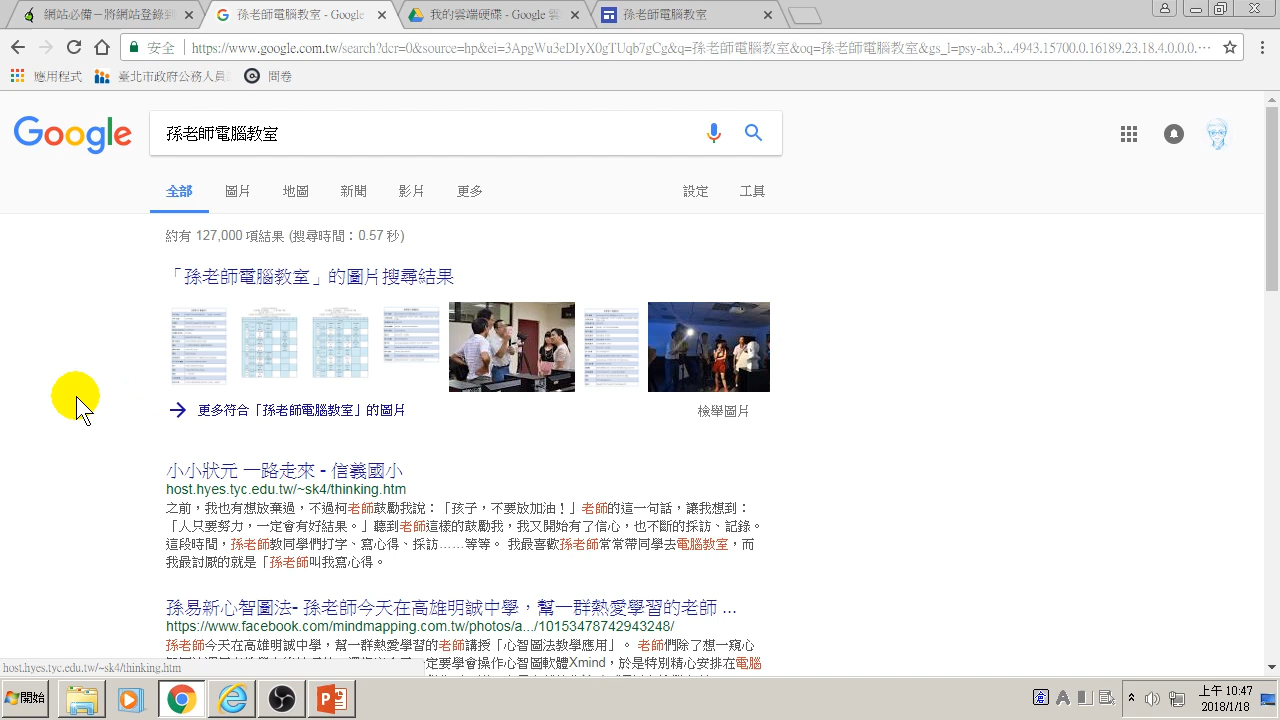 網站必備－將網站登錄到
孫老師電腦教室 - Google
我的雲端硬碟 - Google 雲
孫老師電腦教室
安全
https://www.google.com.tw/search?dcr=0&source=hp&ei=3ApgWu3eDIyX0gTUqb7gCg&q=孫老師電腦教室&oq=孫老師電腦教室&gs_l=psy-ab.3...4943.15700.0.16189.23.18.4.0.0.0.…
應用程式 臺北市政府公務人員 問卷
Google
孫老師電腦教室
全部 圖片 地圖 新聞 影片 更多 設定 工具
約有 127,000 項結果 (搜尋時間：0.57 秒)
「孫老師電腦教室」的圖片搜尋結果
更多符合「孫老師電腦教室」的圖片
檢舉圖片
小小狀元 一路走來 - 信義國小
host.hyes.tyc.edu.tw/~sk4/thinking.htm
之前，我也有想放棄過，不過柯老師鼓勵我說：「孩子，不要放加油！」老師的這一句話，讓我想到：
「人只要努力，一定會有好結果。」聽到老師這樣的鼓勵我，我又開始有了信心，也不斷的採訪、記錄。
這段時間，孫老師教同學們打字、寫心得、採訪……等等。 我最喜歡孫老師常常帶同學去電腦教室，而
我最討厭的就是「孫老師叫我寫心得。
孫易新心智圖法- 孫老師今天在高雄明誠中學，幫一群熱愛學習的老師 ...
https://www.facebook.com/mindmapping.com.tw/photos/a.../10153478742943248/
孫老師今天在高雄明誠中學，幫一群熱愛學習的老師講授「心智圖法教學應用」。 老師們除了想一窺心
定要學會操作心智圖軟體Xmind，於是特別精心安排在電腦
host.hyes.tyc.edu.tw/~sk4/thinking.htm
開始
上午 10:47
2018/1/18